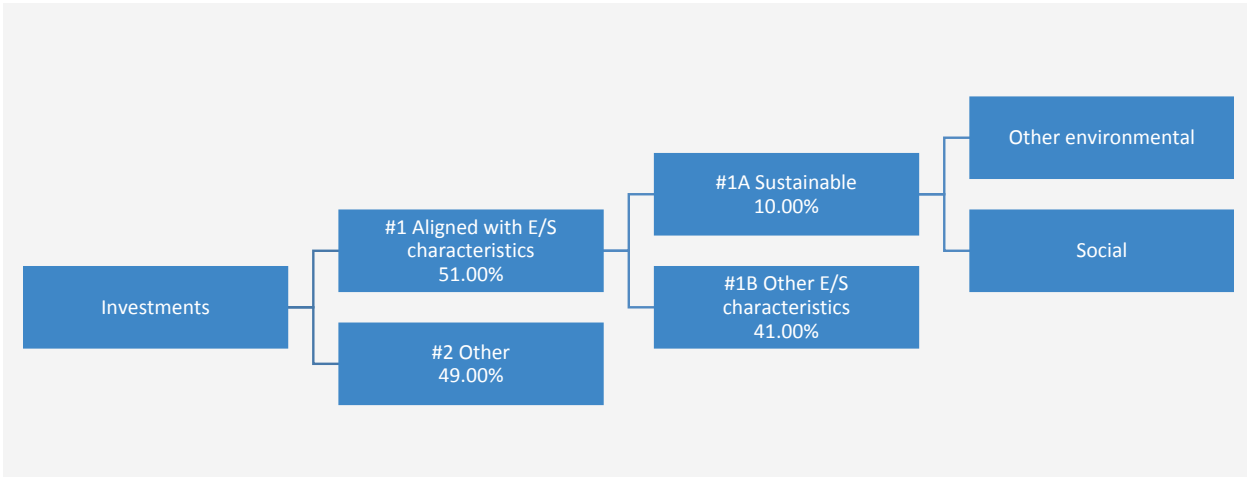 Investments
#1 Aligned with E/S
characteristics
51.00%
#2 Other
49.00%
#1A Sustainable
10.00%
#1B Other E/S
characteristics
41.00%
Other environmental
Social